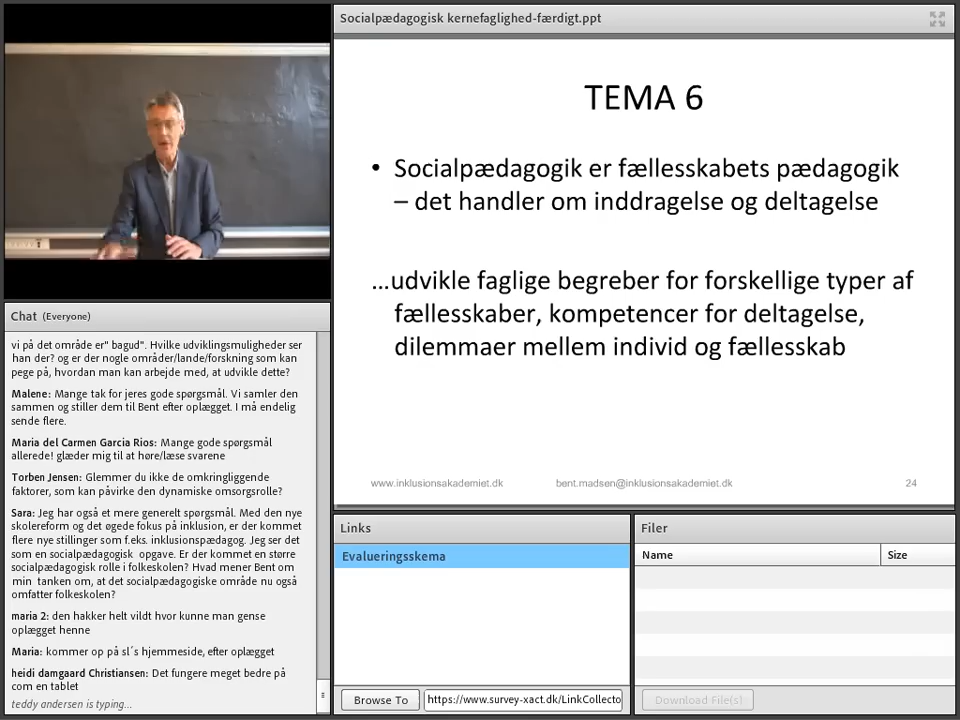 Socialpædagogisk kernefaglighed-færdigt.ppt
TEMA 6
• Socialpædagogik er fællesskabets pædagogik
– det handler om inddragelse og deltagelse
…udvikle faglige begreber for forskellige typer af
fællesskaber, kompetencer for deltagelse,
dilemmaer mellem individ og fællesskab
www.inklusionsakademiet.dk bent.madsen@inklusionsakademiet.dk 24
Chat (Everyone)
vi på det område er" bagud". Hvilke udviklingsmuligheder ser
han der? og er der nogle områder/lande/forskning som kan
pege på, hvordan man kan arbejde med, at udvikle dette?
Malene: Mange tak for jeres gode spørgsmål. Vi samler den
sammen og stiller dem til Bent efter oplægget. I må endelig
sende flere.
Maria del Carmen Garcia Rios: Mange gode spørgsmål
allerede! glæder mig til at høre/læse svarene
Torben Jensen: Glemmer du ikke de omkringliggende
faktorer, som kan påvirke den dynamiske omsorgsrolle?
Sara: Jeg har også et mere generelt spørgsmål. Med den nye
skolereform og det øgede fokus på inklusion, er der kommet
flere nye stillinger som f.eks. inklusionspædagog. Jeg ser det
som en socialpædagogisk opgave. Er der kommet en større
socialpædagogisk rolle i folkeskolen? Hvad mener Bent om
min tanken om, at det socialpædagogiske område nu også
omfatter folkeskolen?
maria 2: den hakker helt vildt hvor kunne man gense
oplægget henne
Maria: kommer op på sl´s hjemmeside, efter oplægget
heidi damgaard Christiansen: Det fungere meget bedre på
com en tablet
teddy andersen is typing...
Links
Evalueringsskema
Browse To https://www.survey-xact.dk/LinkCollecto
Filer
Name Size
Download File(s)